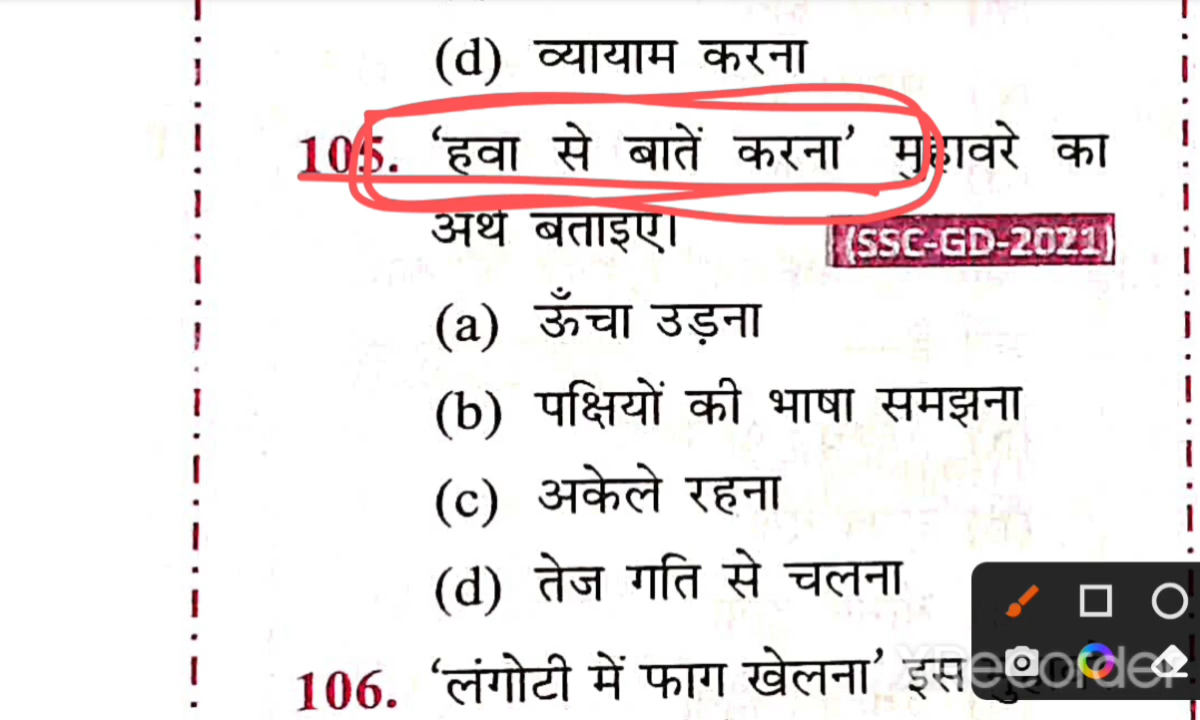 (d) व्यायाम करना
105. ‘हवा से बातें करना’ मुहावरे का
अर्थ बताइए। (SSC-GD-2021)
(a) ऊँचा उड़ना
(b) पक्षियों की भाषा समझना
(c) अकेले रहना
(d) तेज गति से चलना
106. ‘लंगोटी में फाग खेलना’ इस
XRecorder